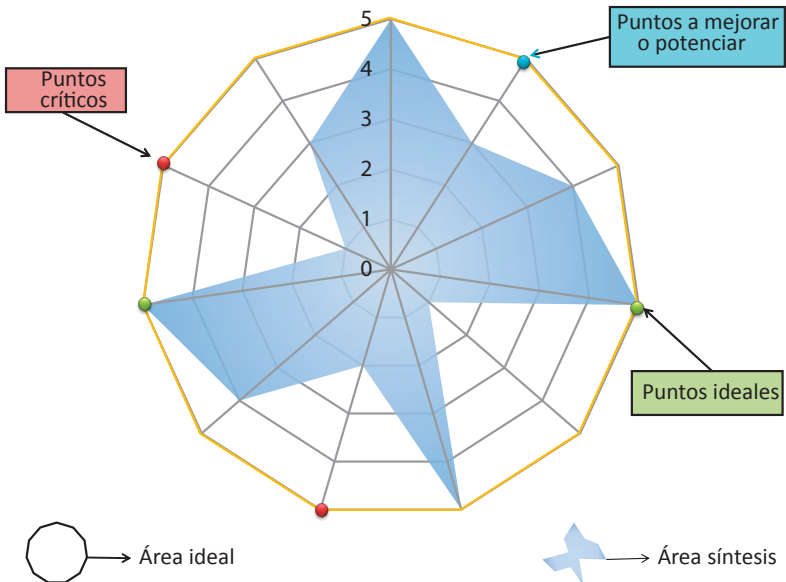 Puntos a mejorar
o potenciar
Puntos
críticos
5
4
3
2
1
0
Puntos ideales
Área ideal
Área síntesis